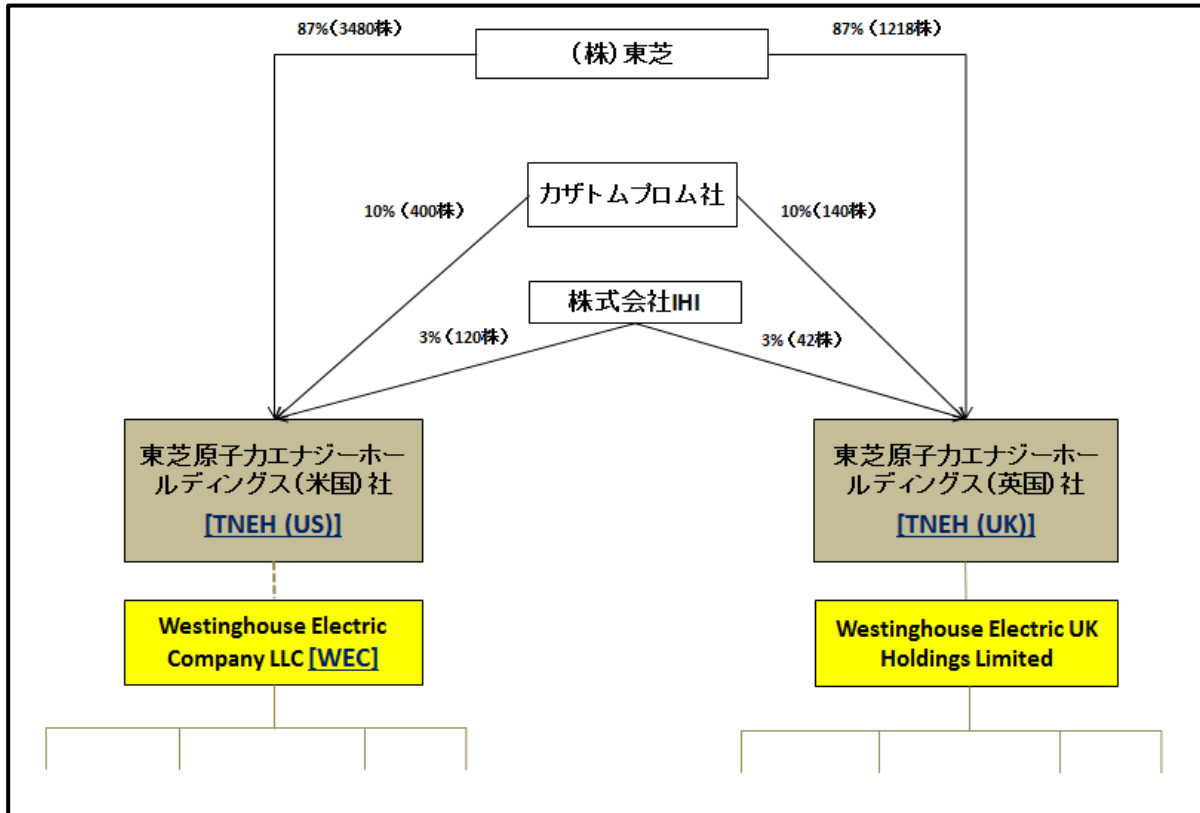 87%(3480株)
87% (1218株)
(株)東芝
カザトムプロム社
10% (400株)
10%(140株)
株式会社IHI
3% (120株)
3% (42株)
東芝原子力エナジーホー
ルディングス(米国)社
[TNEH (US)]
東芝原子力エナジーホー
ルディングス(英国)社
[TNEH (UK)]
Westinghouse Electric
Company LLC [WEC]
Westinghouse Electric UK
Holdings Limited